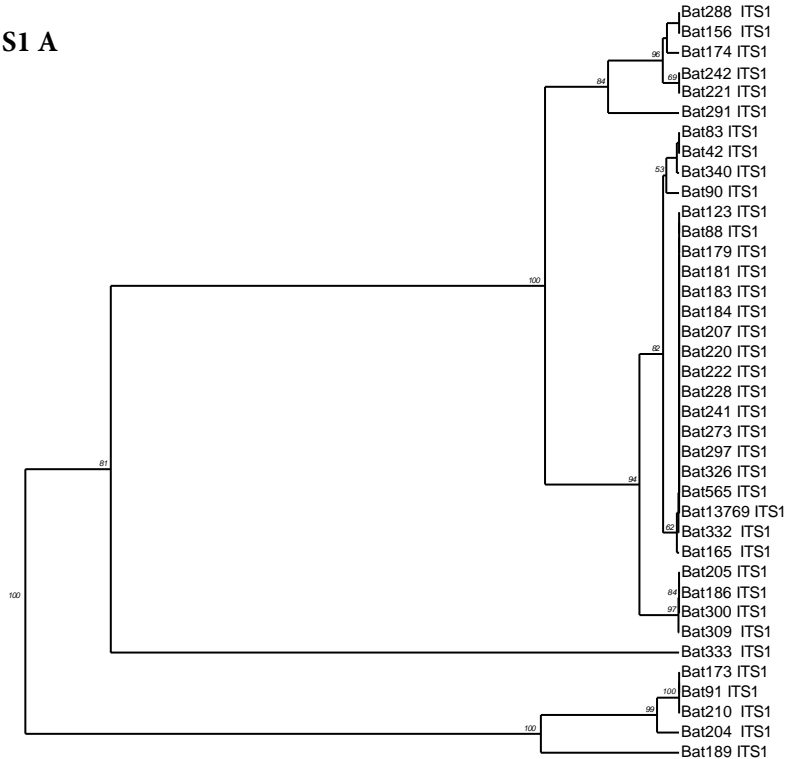 Bat288 ITS1
Bat156 ITS1
S1 A
Bat174 ITS1
96
Bat242 ITS1
69
84
Bat221 ITS1
Bat291 ITS1
Bat83 ITS1
Bat42 ITS1
53
Bat340 ITS1
Bat90 ITS1
Bat123 ITS1
Bat88 ITS1
Bat179 ITS1
Bat181 ITS1
100
Bat183 ITS1
Bat184 ITS1
Bat207 ITS1
82
Bat220 ITS1
Bat222 ITS1
Bat228 ITS1
Bat241 ITS1
Bat273 ITS1
Bat297 ITS1
81
Bat326 ITS1
94
Bat565 ITS1
Bat13769 ITS1
62
Bat332 ITS1
Bat165 ITS1
Bat205 ITS1
84
Bat186 ITS1
100
97
Bat300 ITS1
Bat309 ITS1
Bat333 ITS1
Bat173 ITS1
100
Bat91 ITS1
99
Bat210 ITS1
100
Bat204 ITS1
Bat189 ITS1